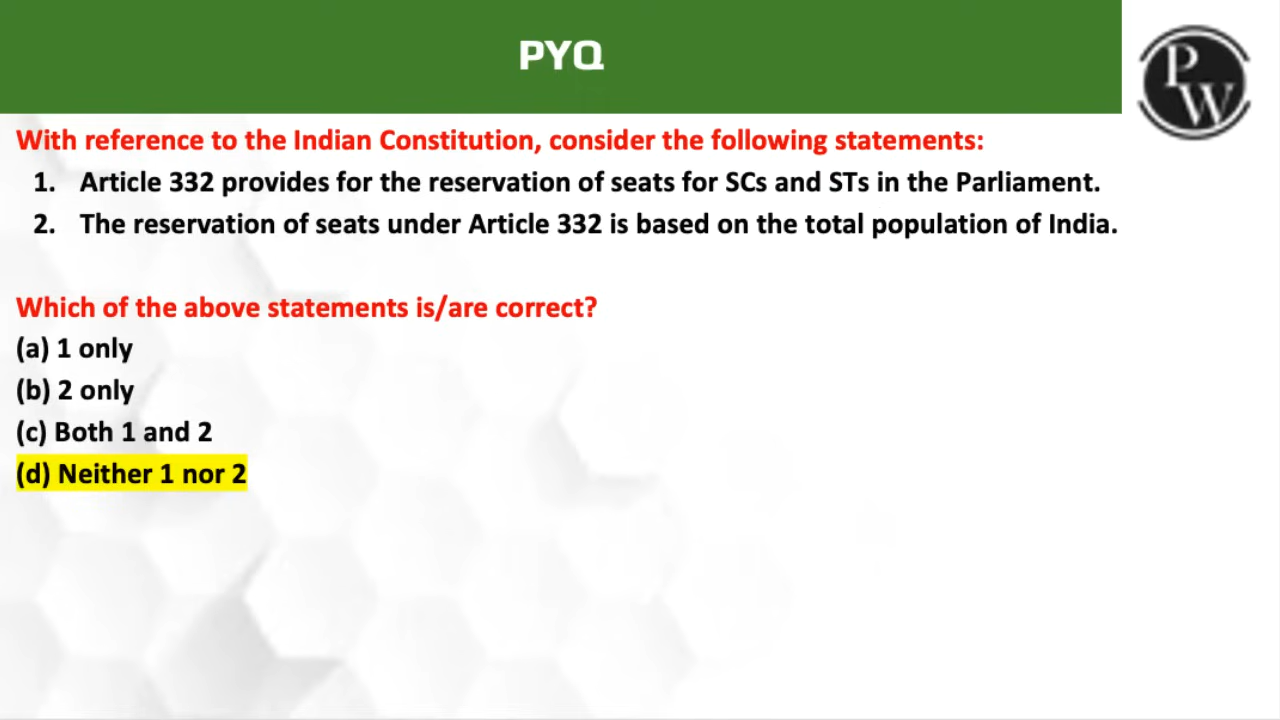 PYQ
PW
With reference to the Indian Constitution, consider the following statements:
1. Article 332 provides for the reservation of seats for SCs and STs in the Parliament.
2. The reservation of seats under Article 332 is based on the total population of India.
Which of the above statements is/are correct?
(a) 1 only
(b) 2 only
(c) Both 1 and 2
(d) Neither 1 nor 2